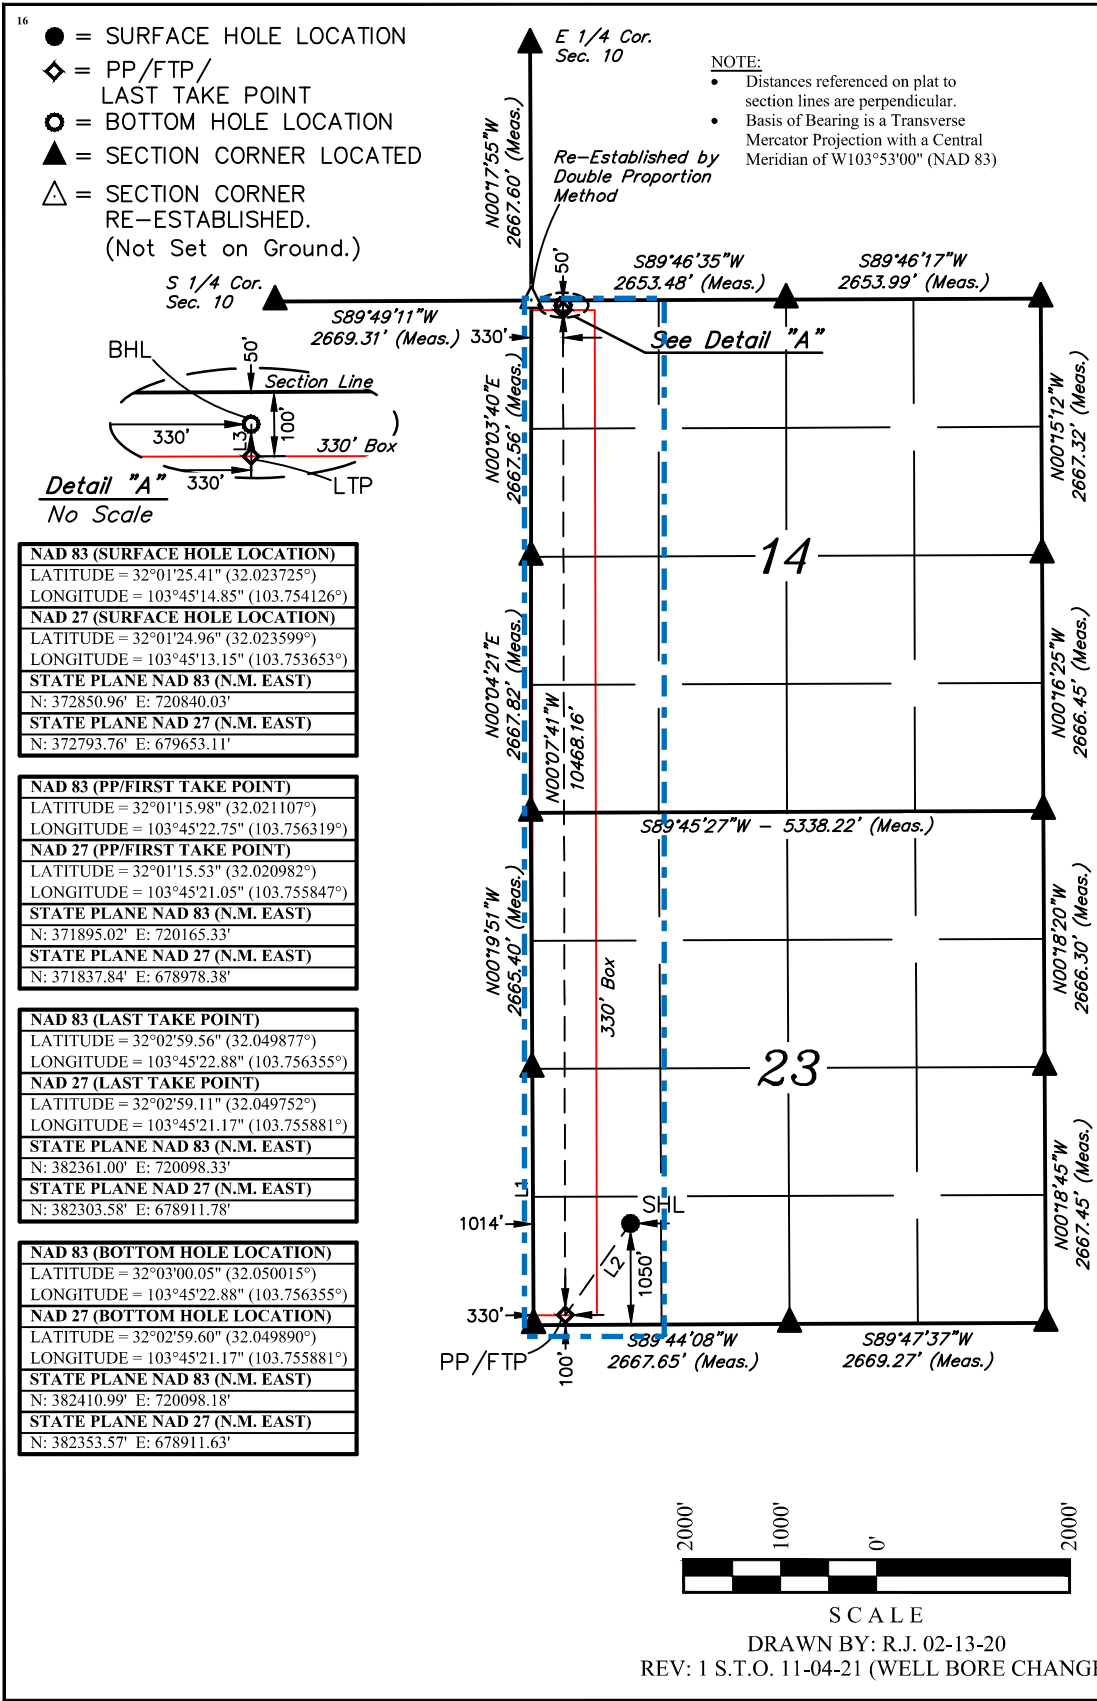 16
= SURFACE HOLE LOCATION
= PP/FTP/
LAST TAKE POINT
= BOTTOM HOLE LOCATION
= SECTION CORNER LOCATED
= SECTION CORNER
RE-ESTABLISHED.
(Not Set on Ground.)
E 1/4 Cor.
Sec. 10
NOTE:
• Distances referenced on plat to
section lines are perpendicular.
• Basis of Bearing is a Transverse
Mercator Projection with a Central
Meridian of W103°53'00" (NAD 83)
N00°17'55"W
2667.60' (Meas.)
Re-Established by
Double Proportion
Method
S 1/4 Cor.
Sec. 10
S89°49'11"W
2669.31' (Meas.)
50'
S89°46'35"W
2653.48' (Meas.)
S89°46'17"W
2653.99' (Meas.)
330'
See Detail "A"
BHL
50'
Section Line
330'
L3
100'
330' Box
Detail "A"
330'
LTP
No Scale
N00°03'40"E
2667.56' (Meas.)
N00°15'12"W
2667.32' (Meas.)
14
N00°04'21"E
2667.82' (Meas.)
N00°07'41"W
10468.16'
N00°16'25"W
2666.45' (Meas.)
S89°45'27"W - 5338.22' (Meas.)
N00°19'51"W
2665.40' (Meas.)
330' Box
N00°18'20"W
2666.30' (Meas.)
23
L1
SHL
1014'
L2
1050'
N00°18'45"W
2667.45' (Meas.)
330'
PP/FTP
100'
S89°44'08"W
2667.65' (Meas.)
S89°47'37"W
2669.27' (Meas.)
NAD 83 (SURFACE HOLE LOCATION)
LATITUDE = 32°01'25.41" (32.023725°)
LONGITUDE = 103°45'14.85" (103.754126°)
NAD 27 (SURFACE HOLE LOCATION)
LATITUDE = 32°01'24.96" (32.023599°)
LONGITUDE = 103°45'13.15" (103.753653°)
STATE PLANE NAD 83 (N.M. EAST)
N: 372850.96' E: 720840.03'
STATE PLANE NAD 27 (N.M. EAST)
N: 372793.76' E: 679653.11'
NAD 83 (PP/FIRST TAKE POINT)
LATITUDE = 32°01'15.98" (32.021107°)
LONGITUDE = 103°45'22.75" (103.756319°)
NAD 27 (PP/FIRST TAKE POINT)
LATITUDE = 32°01'15.53" (32.020982°)
LONGITUDE = 103°45'21.05" (103.755847°)
STATE PLANE NAD 83 (N.M. EAST)
N: 371895.02' E: 720165.33'
STATE PLANE NAD 27 (N.M. EAST)
N: 371837.84' E: 678978.38'
NAD 83 (LAST TAKE POINT)
LATITUDE = 32°02'59.56" (32.049877°)
LONGITUDE = 103°45'22.88" (103.756355°)
NAD 27 (LAST TAKE POINT)
LATITUDE = 32°02'59.11" (32.049752°)
LONGITUDE = 103°45'21.17" (103.755881°)
STATE PLANE NAD 83 (N.M. EAST)
N: 382361.00' E: 720098.33'
STATE PLANE NAD 27 (N.M. EAST)
N: 382303.58' E: 678911.78'
NAD 83 (BOTTOM HOLE LOCATION)
LATITUDE = 32°03'00.05" (32.050015°)
LONGITUDE = 103°45'22.88" (103.756355°)
NAD 27 (BOTTOM HOLE LOCATION)
LATITUDE = 32°02'59.60" (32.049890°)
LONGITUDE = 103°45'21.17" (103.755881°)
STATE PLANE NAD 83 (N.M. EAST)
N: 382410.99' E: 720098.18'
STATE PLANE NAD 27 (N.M. EAST)
N: 382353.57' E: 678911.63'
2000' 1000' 0' 2000'
SCALE
DRAWN BY: R.J. 02-13-20
REV: 1 S.T.O. 11-04-21 (WELL BORE CHANGE